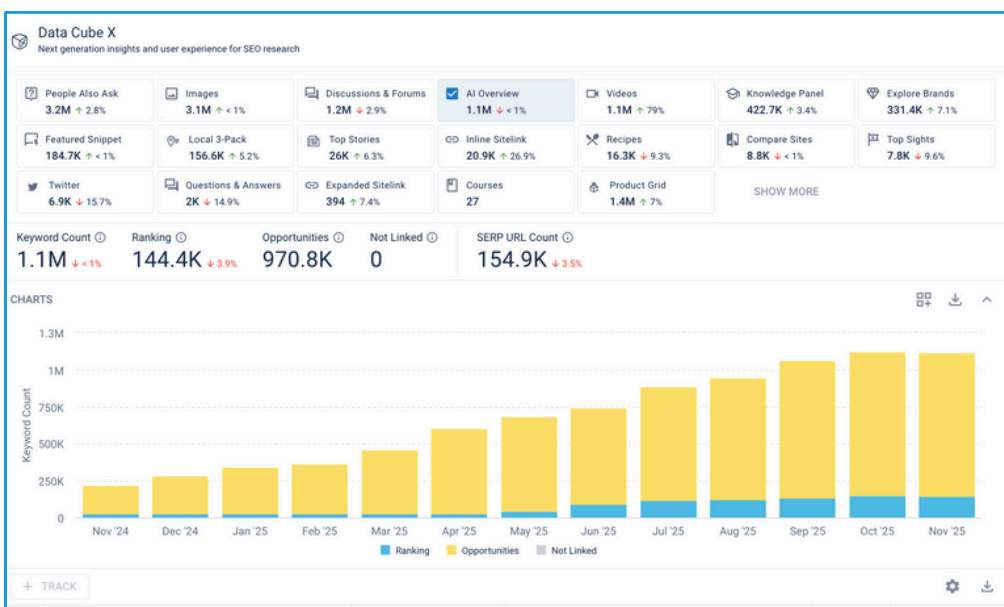 Data Cube X
Next generation insights and user experience for SEO research
People Also Ask
3.2M ↑ 2.8%
Images
3.1M ↑ < 1%
Discussions & Forums
1.2M ↓ 2.9%
AI Overview
1.1M ↓ < 1%
Videos
1.1M ↑ 79%
Knowledge Panel
422.7K ↑ 3.4%
Explore Brands
331.4K ↑ 7.1%
Featured Snippet
184.7K ↑ < 1%
Local 3-Pack
156.6K ↑ 5.2%
Top Stories
26K ↑ 6.3%
Inline Sitelink
20.9K ↑ 26.9%
Recipes
16.3K ↓ 9.3%
Compare Sites
8.8K ↓ < 1%
Top Sights
7.8K ↓ 9.6%
Twitter
6.9K ↓ 15.7%
Questions & Answers
2K ↓ 14.9%
Expanded Sitelink
394 ↑ 7.4%
Courses
27
Product Grid
1.4M ↑ 7%
SHOW MORE
Keyword Count
1.1M ↓ < 1%
Ranking
144.4K ↓ 3.9%
Opportunities
970.8K
Not Linked
0
SERP URL Count
154.9K ↓ 3.5%
CHARTS
Keyword Count
1.3M
1M
750K
500K
250K
0
Nov '24 Dec '24 Jan '25 Feb '25 Mar '25 Apr '25 May '25 Jun '25 Jul '25 Aug '25 Sep '25 Oct '25 Nov '25
Ranking Opportunities Not Linked
+ TRACK